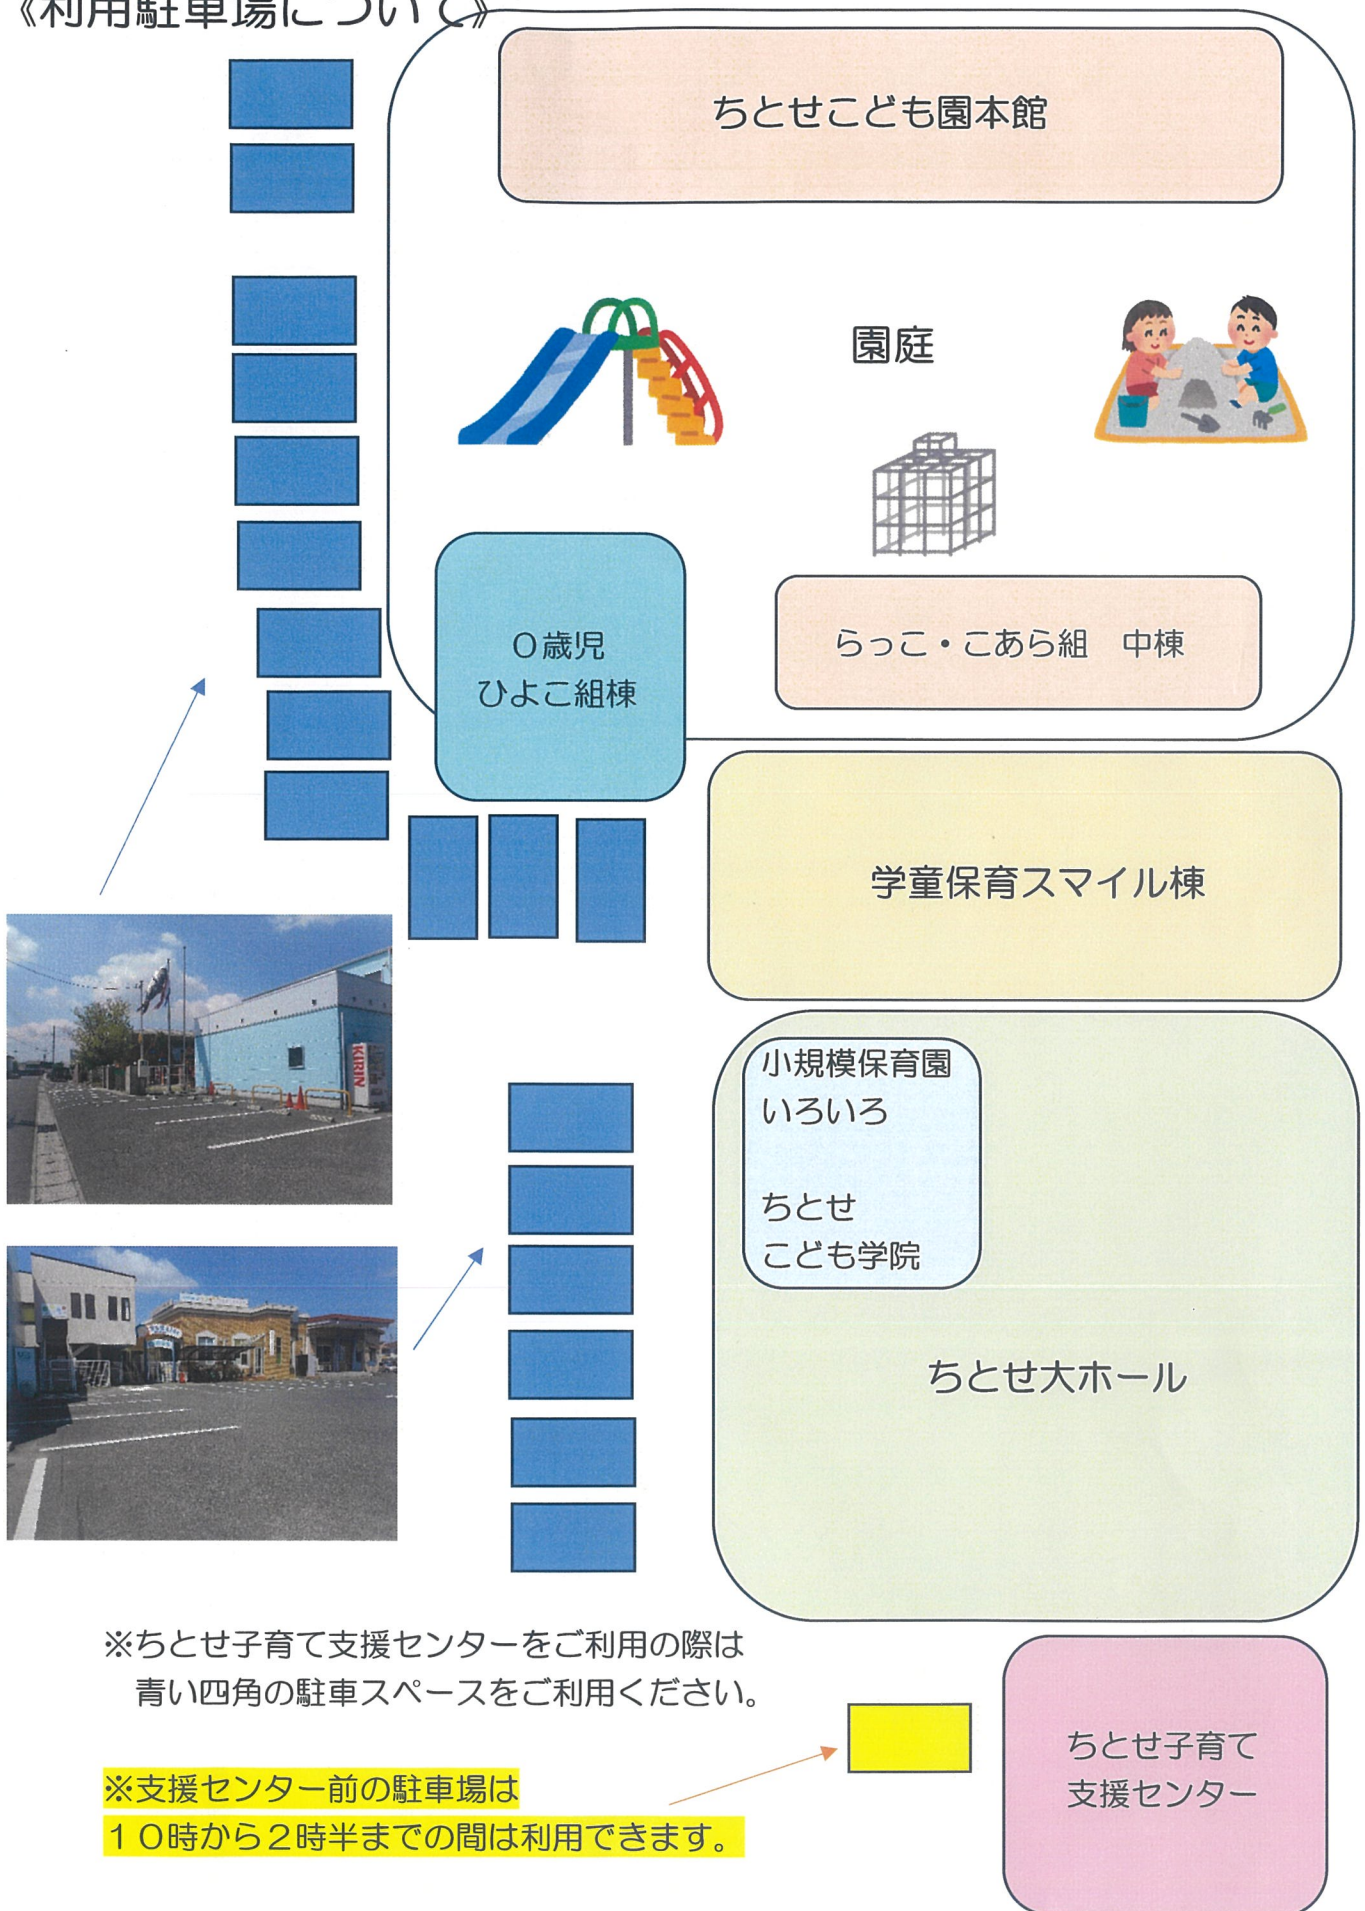 《利用駐車場について》
ちとせこども園本館
園庭
０歳児
ひよこ組棟
らっこ・こあら組　中棟
学童保育スマイル棟
KIRIN
小規模保育園
いろいろ
ちとせ
こども学院
ちとせ大ホール
※ちとせ子育て支援センターをご利用の際は
青い四角の駐車スペースをご利用ください。
※支援センター前の駐車場は
１０時から２時半までの間は利用できます。
ちとせ子育て
支援センター